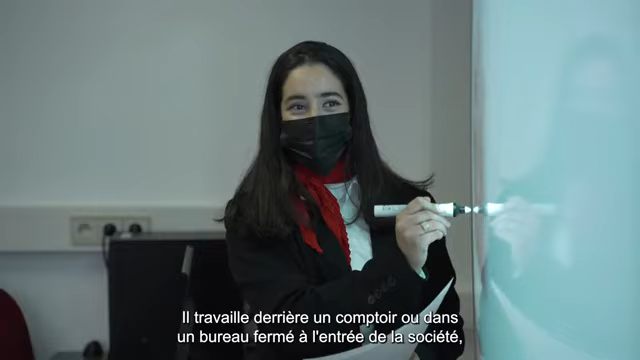 Il travaille derrière un comptoir ou dans
un bureau fermé à l'entrée de la société,